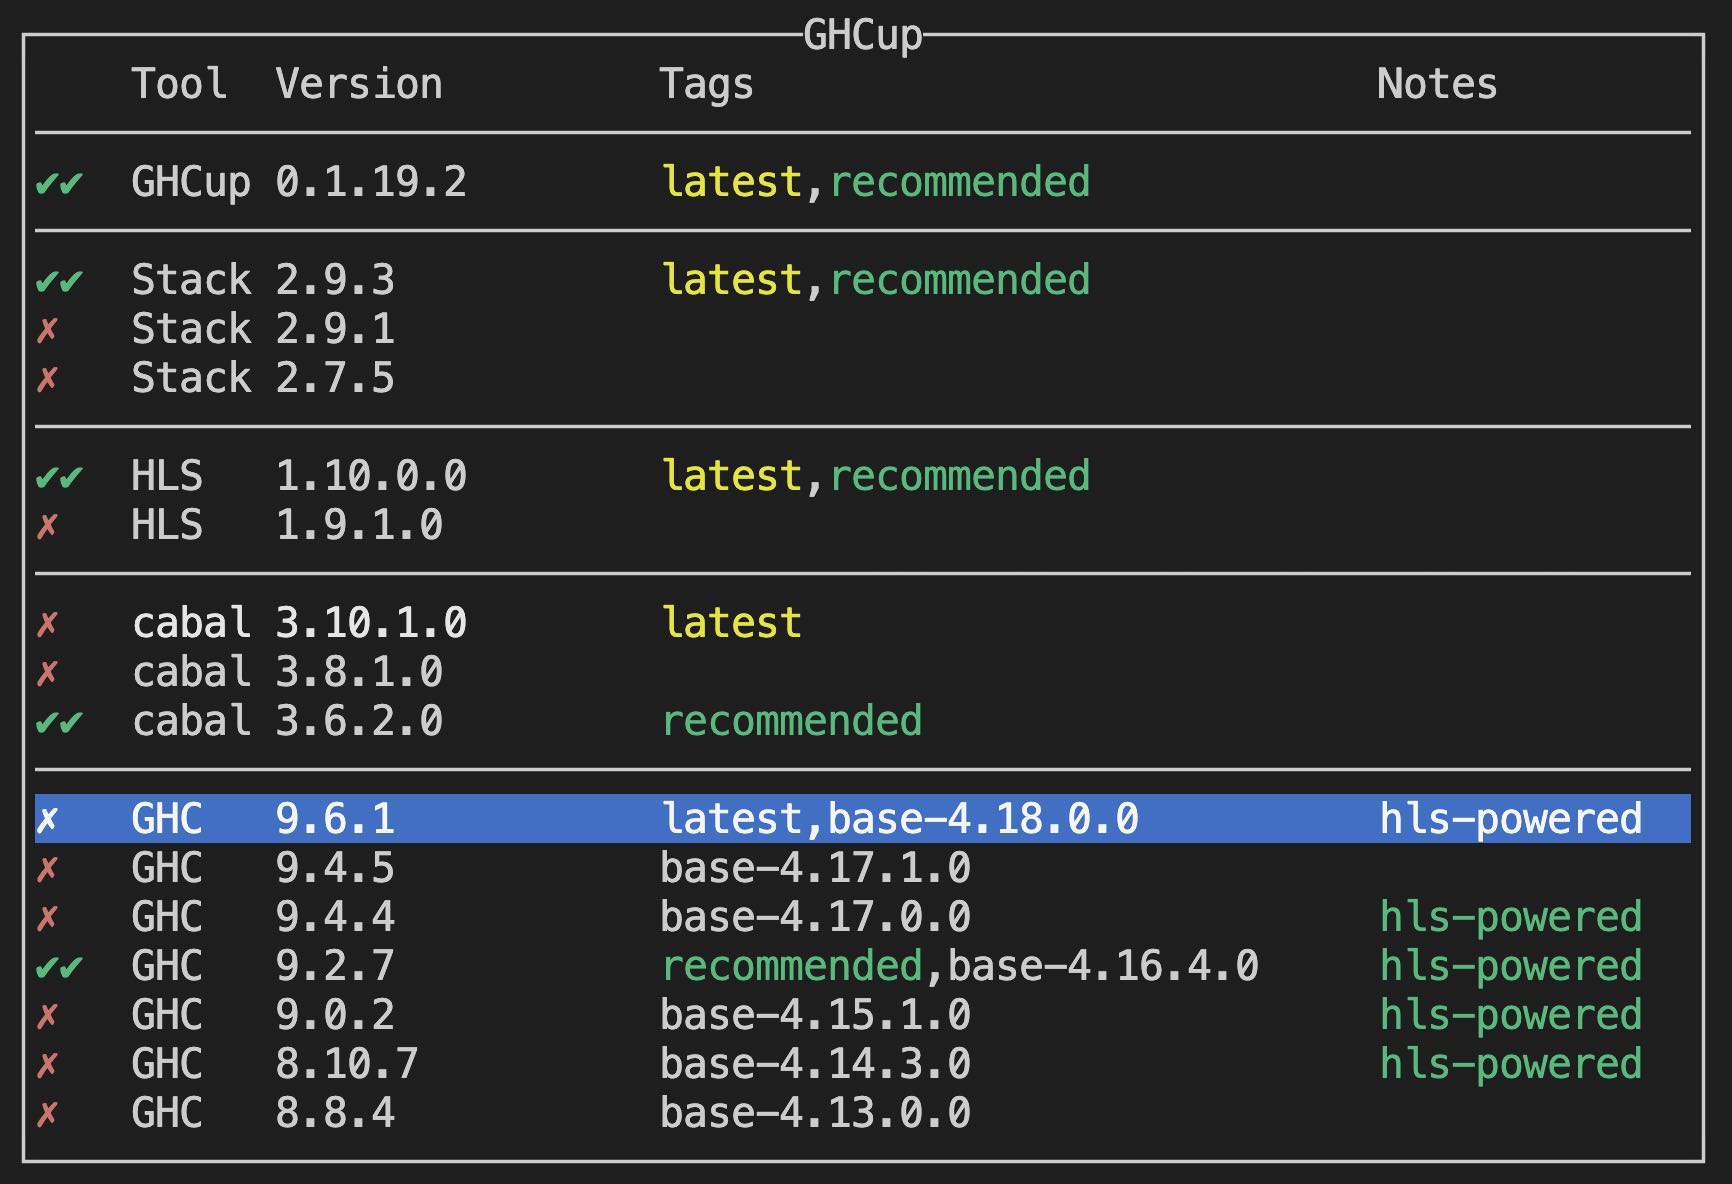 GHCup
Tool Version Tags Notes
✔✔ GHCup 0.1.19.2 latest,recommended
✔✔ Stack 2.9.3 latest,recommended
✗ Stack 2.9.1
✗ Stack 2.7.5
✔✔ HLS 1.10.0.0 latest,recommended
✗ HLS 1.9.1.0
✗ cabal 3.10.1.0 latest
✗ cabal 3.8.1.0
✔✔ cabal 3.6.2.0 recommended
✗ GHC 9.6.1 latest,base-4.18.0.0 hls-powered
✗ GHC 9.4.5 base-4.17.1.0
✗ GHC 9.4.4 base-4.17.0.0 hls-powered
✔✔ GHC 9.2.7 recommended,base-4.16.4.0 hls-powered
✗ GHC 9.0.2 base-4.15.1.0 hls-powered
✗ GHC 8.10.7 base-4.14.3.0 hls-powered
✗ GHC 8.8.4 base-4.13.0.0